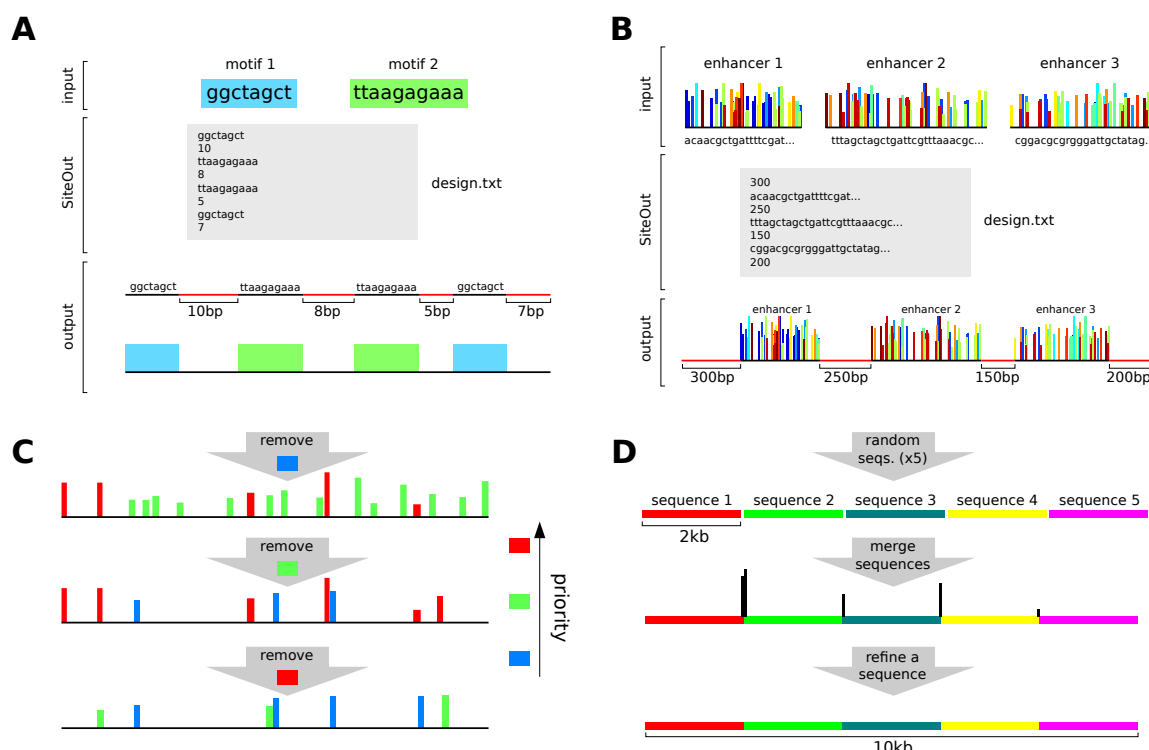 A
input
motif 1
motif 2
ggctagct
ttaagagaaa
SiteOut
ggctagct
10
ttaagagaaa
8
ttaagagaaa
5
ggctagct
7
design.txt
output
ggctagct
ttaagagaaa
ttaagagaaa
ggctagct
10bp
8bp
5bp
7bp
B
input
enhancer 1
enhancer 2
enhancer 3
acaacgctgattttcgat...
tttagctagctgattcgtttaaacgc...
cggacgcgrgggattgctatag...
SiteOut
300
acaacgctgattttcgat...
250
tttagctagctgattcgtttaaacgc...
150
cggacgcgrgggattgctatag...
200
design.txt
output
enhancer 1
enhancer 2
enhancer 3
300bp
250bp
150bp
200bp
C
remove
remove
remove
priority
D
random
seqs. (x5)
sequence 1
sequence 2
sequence 3
sequence 4
sequence 5
2kb
merge
sequences
refine a
sequence
10kb